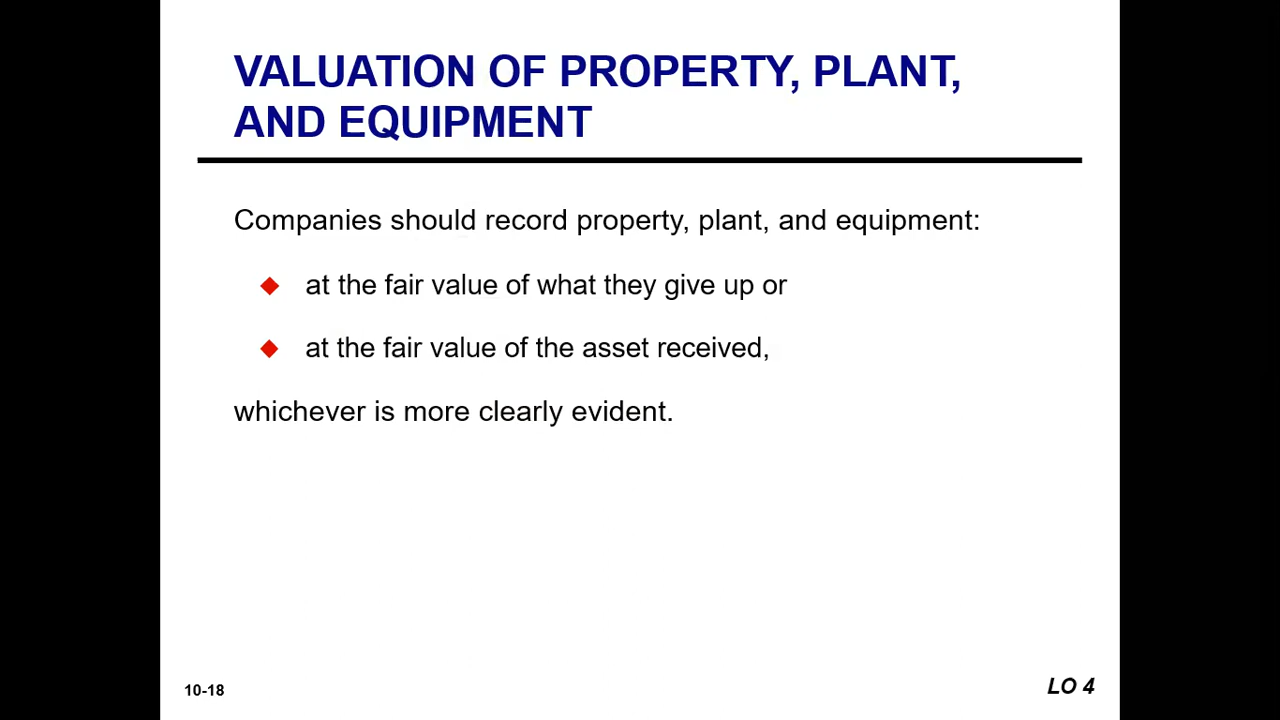 VALUATION OF PROPERTY, PLANT,
AND EQUIPMENT
Companies should record property, plant, and equipment:
at the fair value of what they give up or
at the fair value of the asset received,
whichever is more clearly evident.
10-18
LO 4